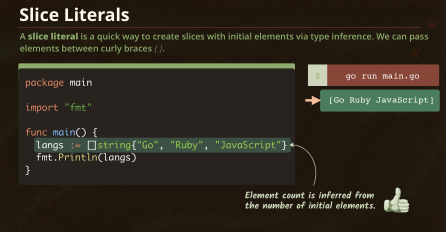 Slice Literals
A slice literal is a quick way to create slices with initial elements via type inference. We can pass
elements between curly braces {}.
package main
import "fmt"
func main() {
langs := []string{"Go", "Ruby", "JavaScript"}
fmt.Println(langs)
}
$ go run main.go
[Go Ruby JavaScript]
Element count is inferred from
the number of initial elements.